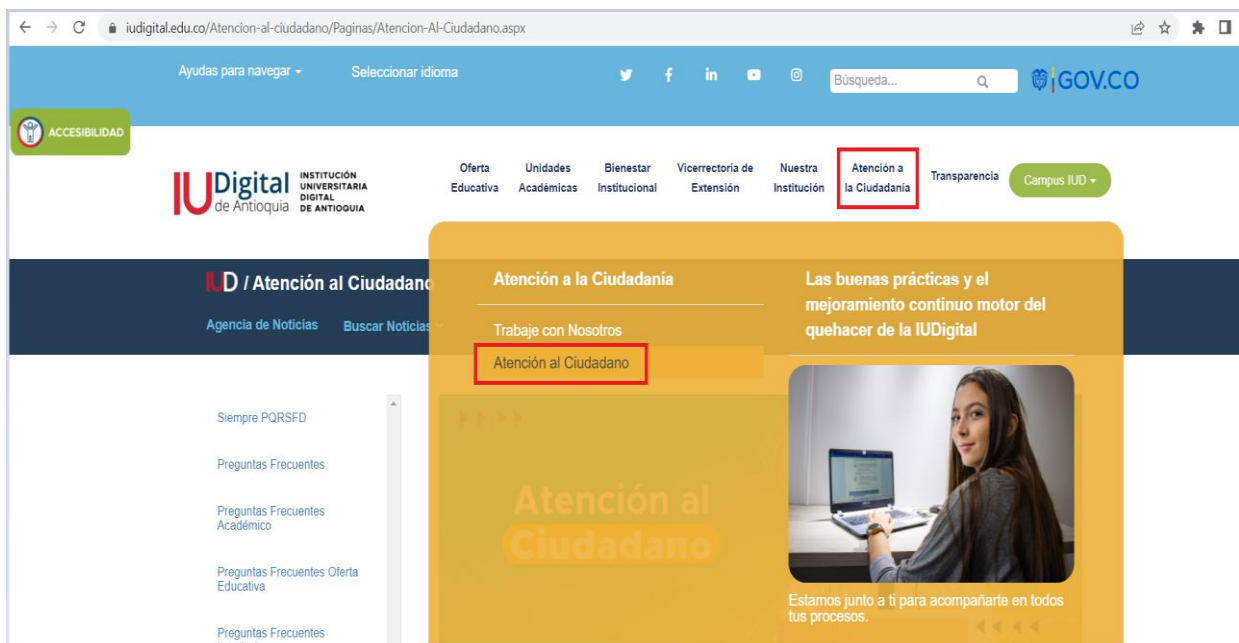 iudigital.edu.co/Atencion-al-ciudadano/Paginas/Atencion-Al-Ciudadano.aspx
Ayudas para navegar
Seleccionar idioma
Búsqueda...
GOV.CO
ACCESIBILIDAD
IUDigital
de Antioquia
INSTITUCIÓN
UNIVERSITARIA
DIGITAL
DE ANTIOQUIA
Oferta
Educativa
Unidades
Académicas
Bienestar
Institucional
Vicerrectoría de
Extensión
Nuestra
Institución
Atención a
la Ciudadanía
Transparencia
Campus IUD
IUD / Atención al Ciudadano
Agencia de Noticias
Buscar Noticias
Atención a la Ciudadanía
Trabaje con Nosotros
Atención al Ciudadano
Las buenas prácticas y el
mejoramiento continuo motor del
quehacer de la IUDigital
Siempre PQRSFD
Preguntas Frecuentes
Preguntas Frecuentes
Académico
Preguntas Frecuentes Oferta
Educativa
Preguntas Frecuentes
Atención al
Ciudadano
Estamos junto a ti para acompañarte en todos
tus procesos.